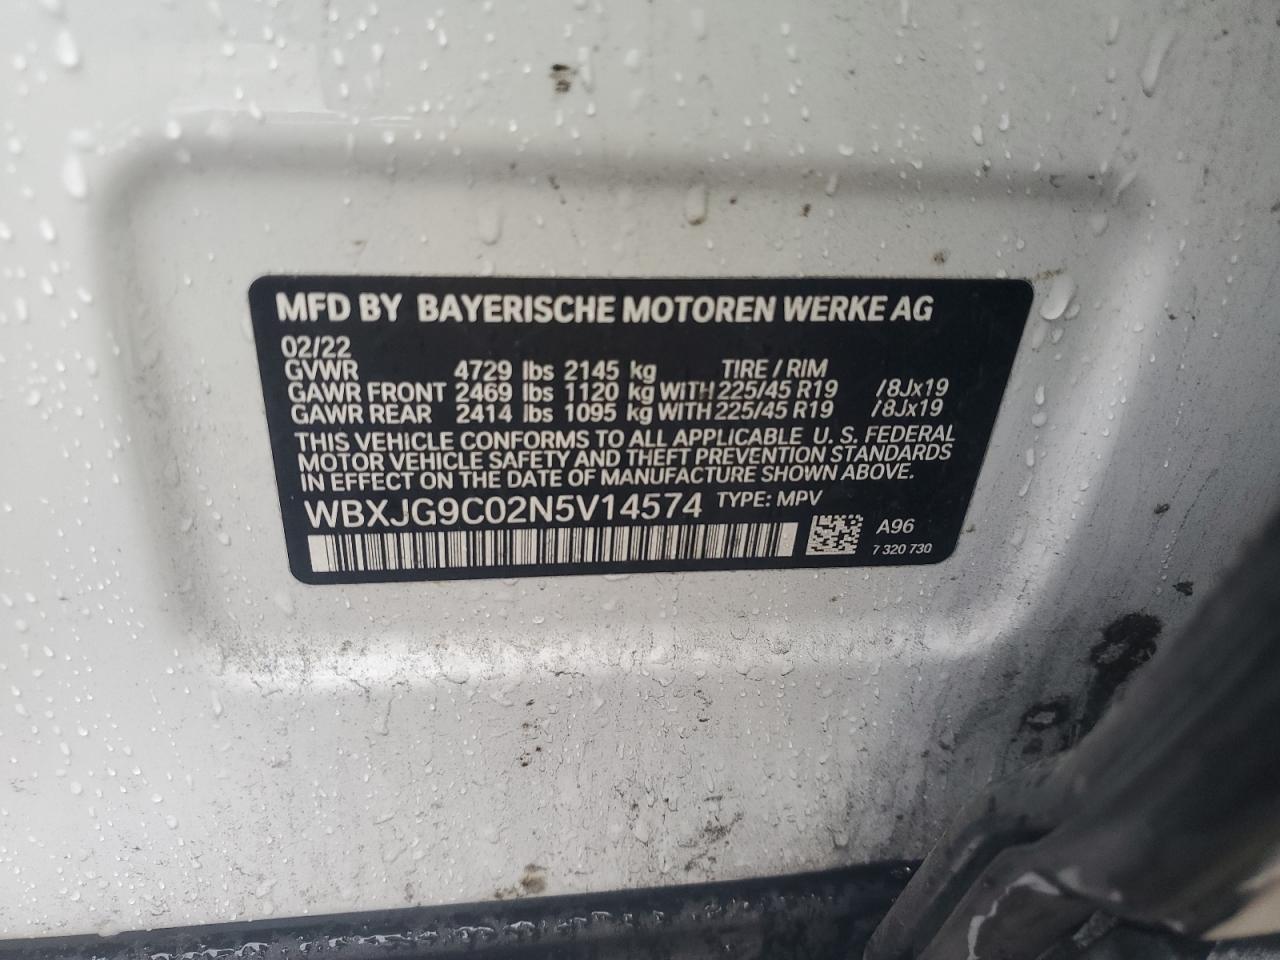 MFD BY BAYERISCHE MOTOREN WERKE AG
02/22
GVWR 4729 lbs 2145 kg TIRE / RIM
GAWR FRONT 2469 lbs 1120 kg WITH 225/45 R19 /8Jx19
GAWR REAR 2414 lbs 1095 kg WITH 225/45 R19 /8Jx19
THIS VEHICLE CONFORMS TO ALL APPLICABLE U. S. FEDERAL
MOTOR VEHICLE SAFETY AND THEFT PREVENTION STANDARDS
IN EFFECT ON THE DATE OF MANUFACTURE SHOWN ABOVE.
WBXJG9C02N5V14574 TYPE: MPV
A96
7 320 730